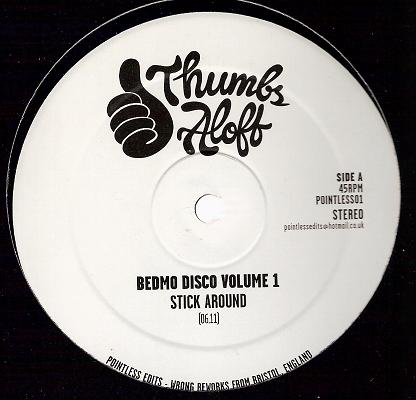 Thumbs
Aloft
SIDE A
45RPM
POINTLESS01
STEREO
pointlessedits@hotmail.co.uk
BEDMO DISCO VOLUME 1
STICK AROUND
(06.11)
POINTLESS EDITS - WRONG REWORKS FROM BRISTOL, ENGLAND